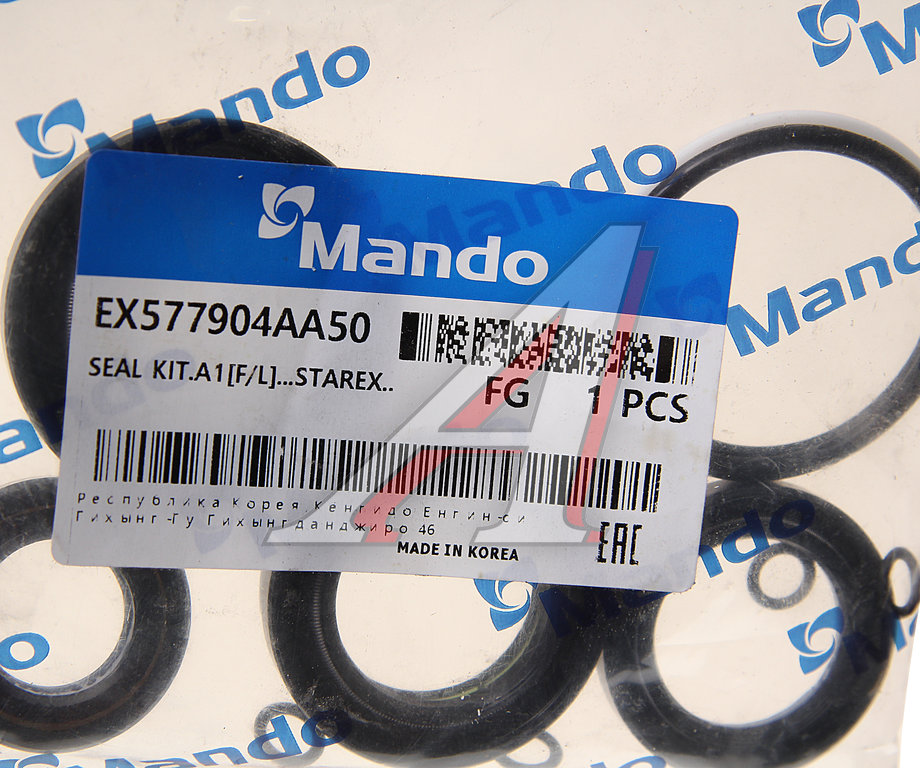 Mando
Mando
Mando
Mando
Mando
Mando
EX577904AA50
SEAL KIT.A1[F/L]...STAREX..
FG 1 PCS
Республика Корея Кенгидо Енгин-си
Гихынг-Гу Гихынгданджиро 46
MADE IN KOREA
EAC
Mando
Mando